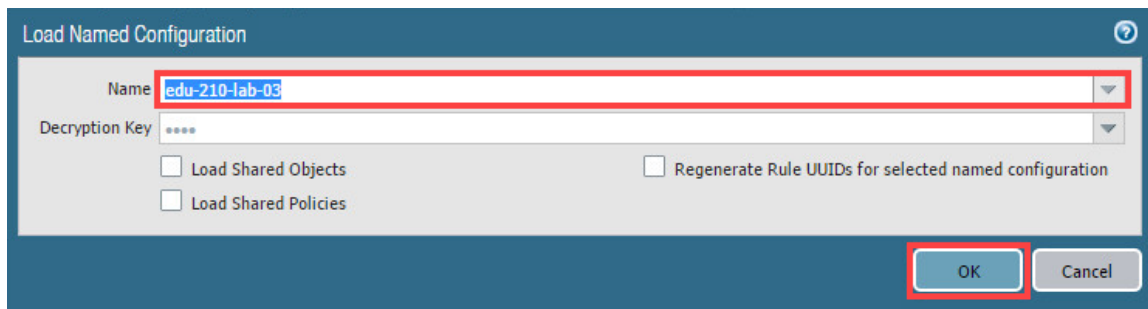 Load Named Configuration
Name edu-210-lab-03
Decryption Key ••••
Load Shared Objects
Regenerate Rule UUIDs for selected named configuration
Load Shared Policies
OK Cancel